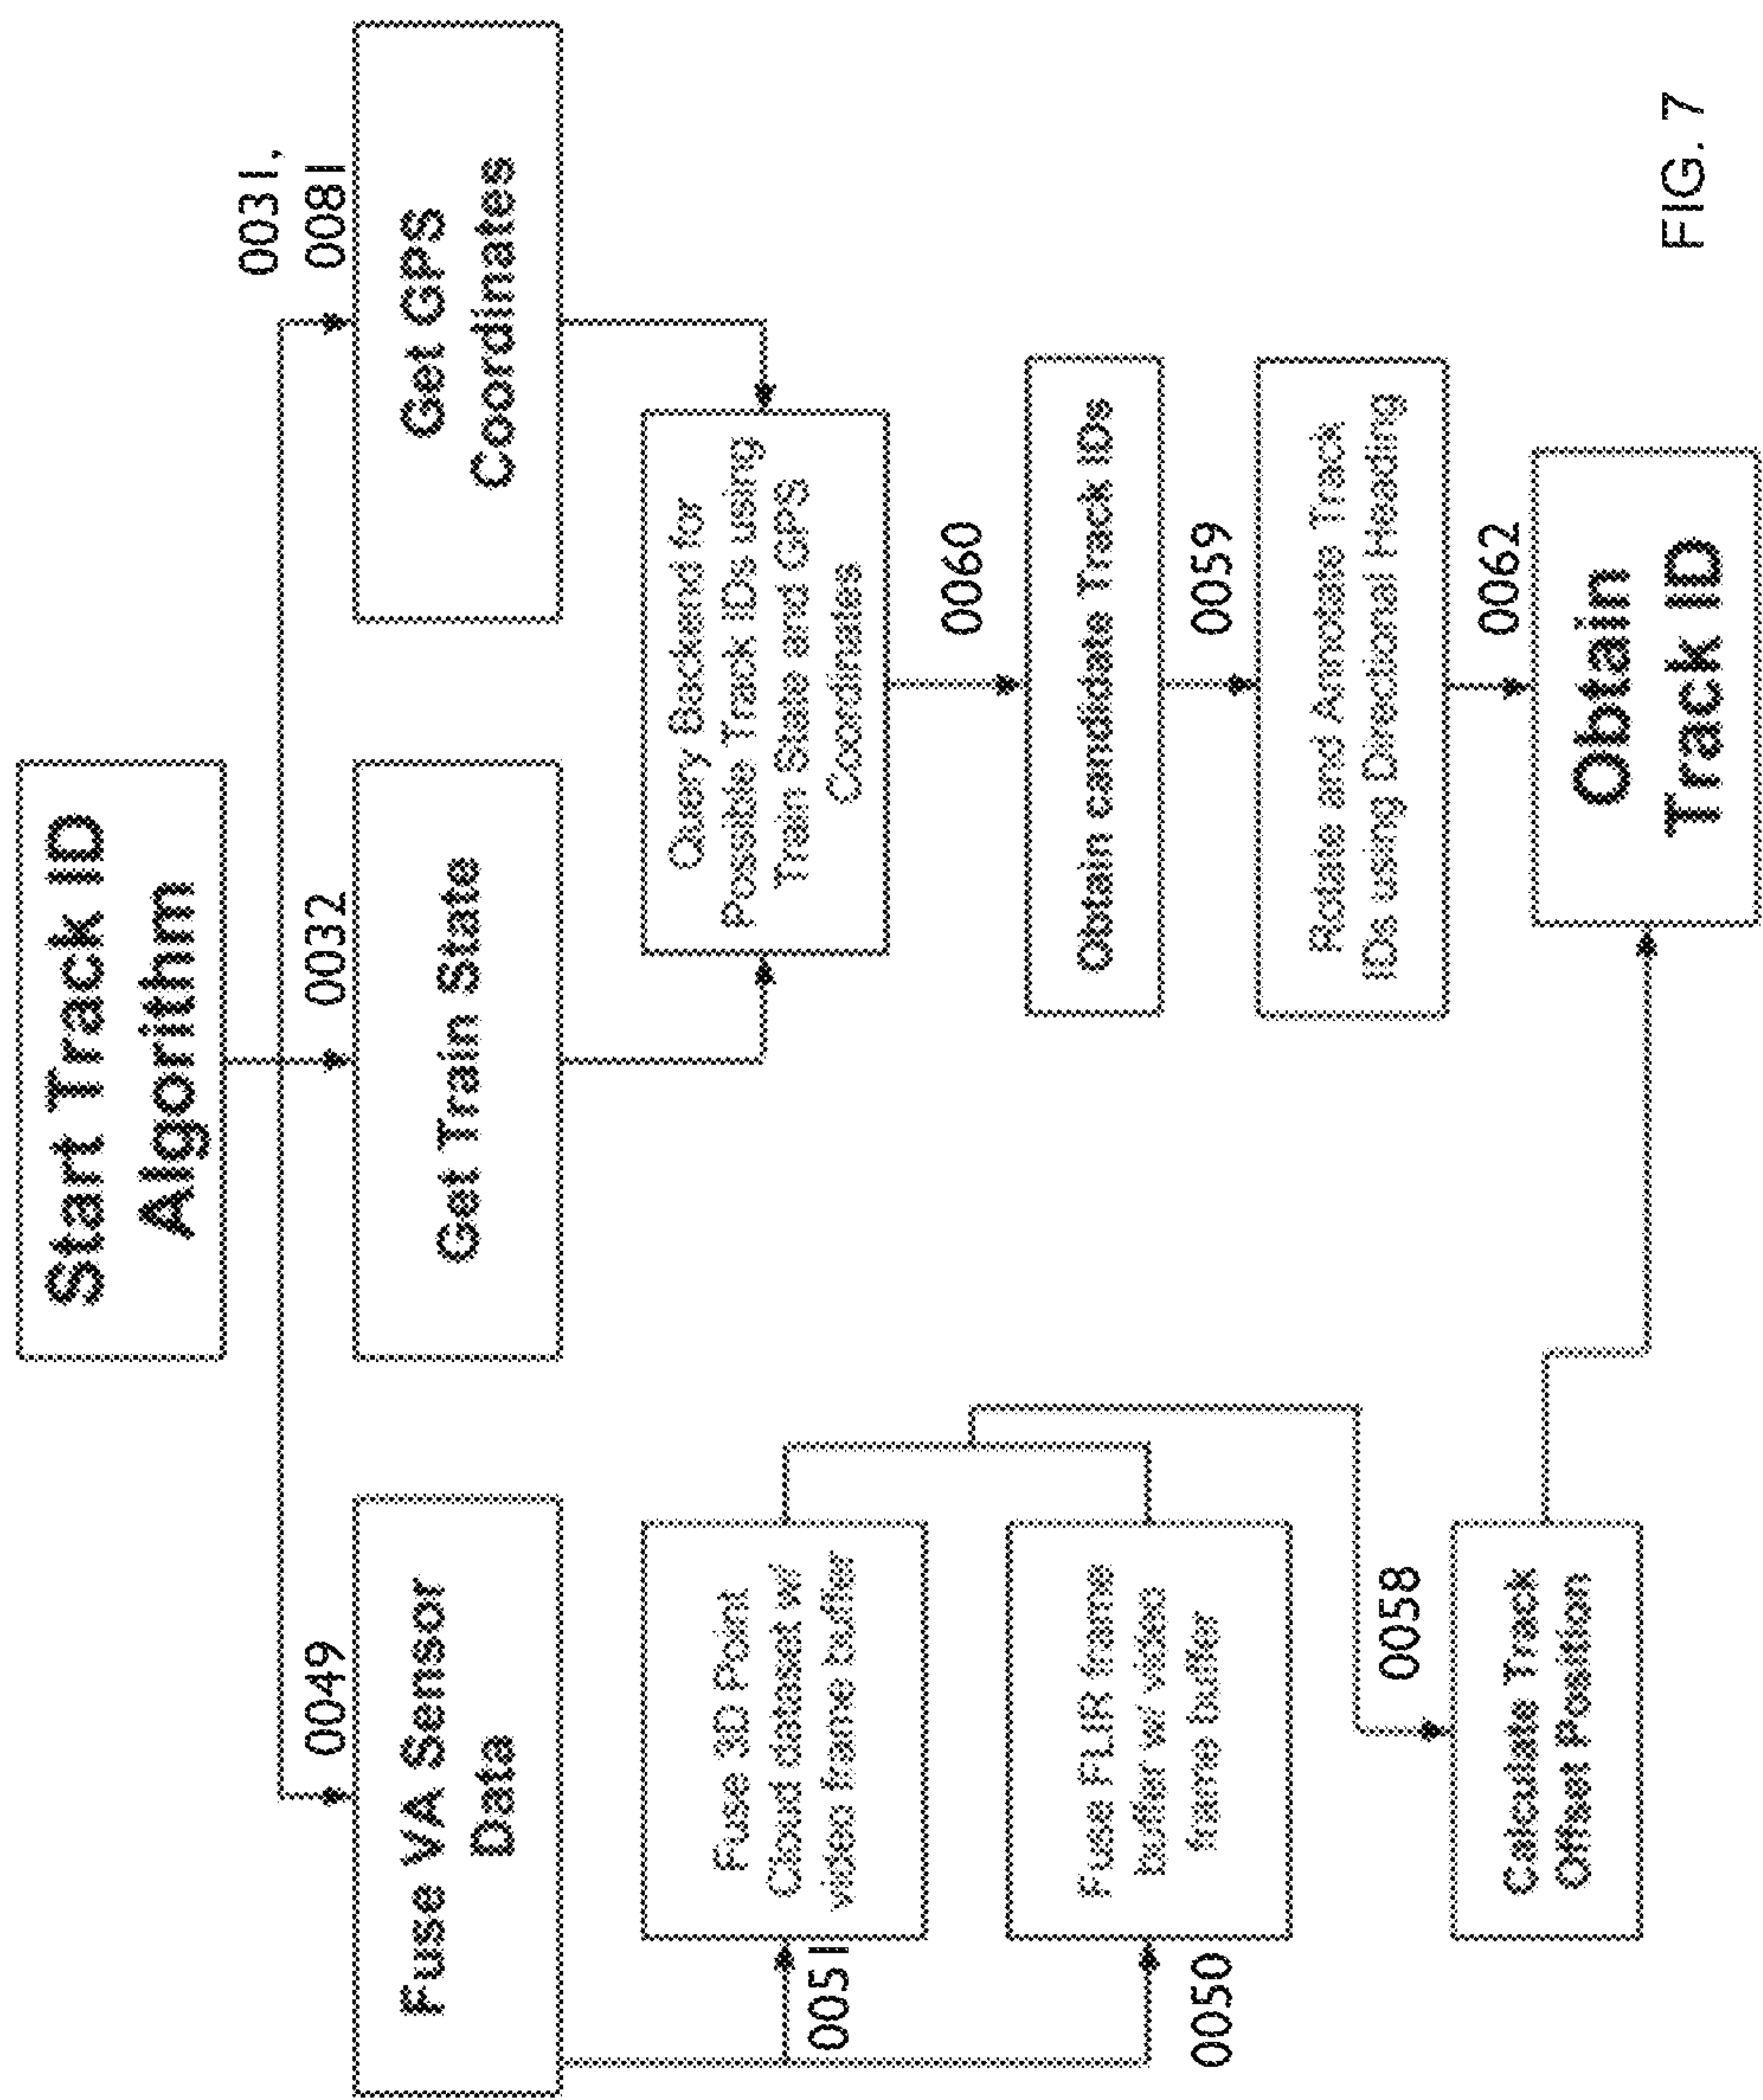 Start Track ID
Algorithm
0049
0032
0031,
0081
Fuse VA Sensor
Data
Get Train State
Get GPS
Coordinates
0051
Fuse 3D Point
Cloud dataset w/
video frame buffer
0050
Fuse FLIR frame
buffer w/ video
frame buffer
0058
Calculate Track
Offset Position
Query Backend for
Possible Track IDs using
Train State and GPS
Coordinates
0060
Obtain candidate Track IDs
0059
Rotate and Annotate Track
IDs using Directional Heading
0062
Obtain
Track ID
FIG. 7